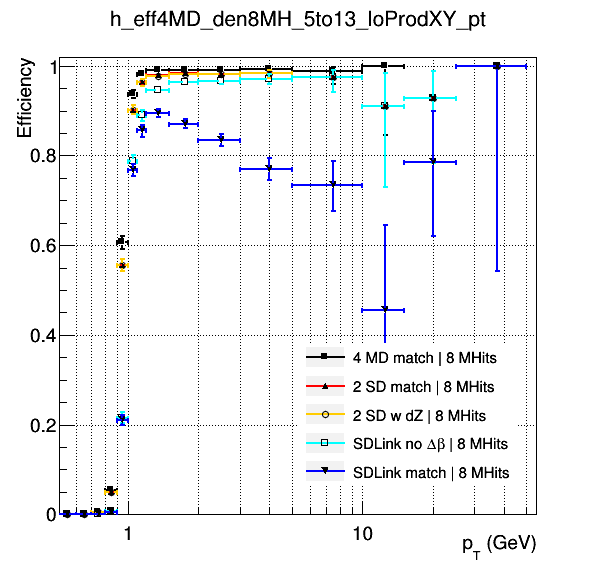 h_eff4MD_den8MH_5to13_loProdXY_pt
Efficiency
1
0.8
0.6
0.4
0.2
0
4 MD match | 8 MHits
2 SD match | 8 MHits
2 SD w dZ | 8 MHits
SDLink no Δβ | 8 MHits
SDLink match | 8 MHits
1
10
p_T (GeV)